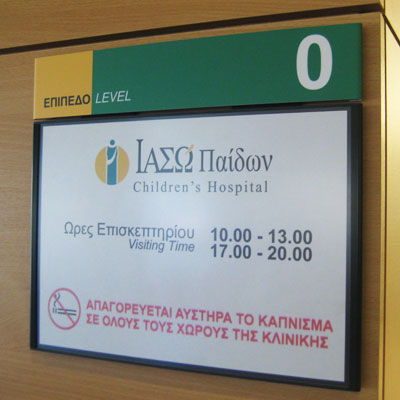 ΕΠΙΠΕΔΟ LEVEL 0
ΙΑΣΩ Παίδων
Children's Hospital
Ώρες Επισκεπτηρίου 10.00 - 13.00
Visiting Time 17.00 - 20.00
ΑΠΑΓΟΡΕΥΕΤΑΙ ΑΥΣΤΗΡΑ ΤΟ ΚΑΠΝΙΣΜΑ
ΣΕ ΟΛΟΥΣ ΤΟΥΣ ΧΩΡΟΥΣ ΤΗΣ ΚΛΙΝΙΚΗΣ